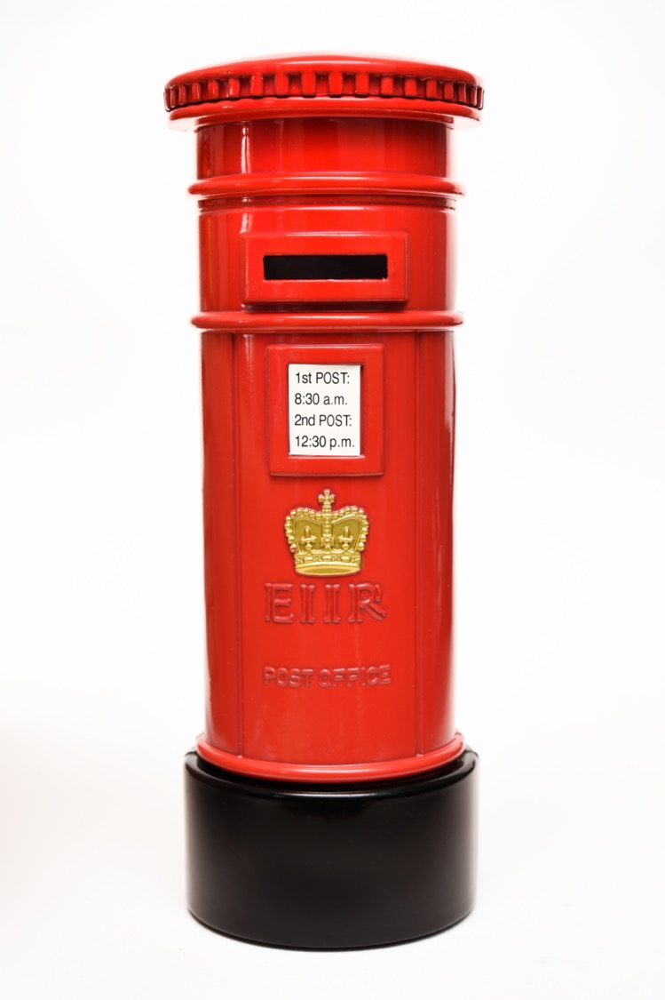 1st POST:
8:30 a.m.
2nd POST:
12:30 p.m.
EIIR
POST OFFICE